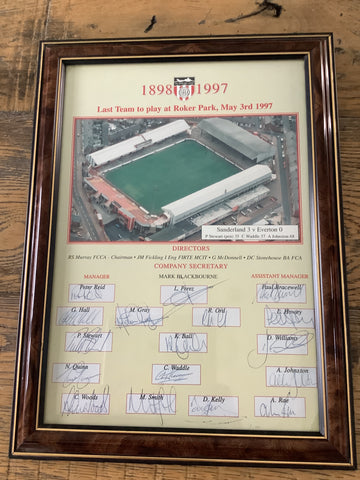 1898 1997
Last Team to play at Roker Park, May 3rd 1997
Sunderland 3 v Everton 0
P Stewart (pen) 35 C Waddle 57 A Johnston 68
DIRECTORS
RS Murray FCCA - Chairman • JM Fickling I Eng FIRTE MCIT • G McDonnell • DC Stonehouse BA FCA
COMPANY SECRETARY
MANAGER MARK BLACKBOURNE ASSISTANT MANAGER
Peter Reid L. Perez Paul Bracewell
G. Hall M. Gray R. Ord S. Howey
P. Stewart K. Ball D. Williams
N. Quinn C. Waddle A. Johnston
C. Woods M. Smith D. Kelly A. Rae